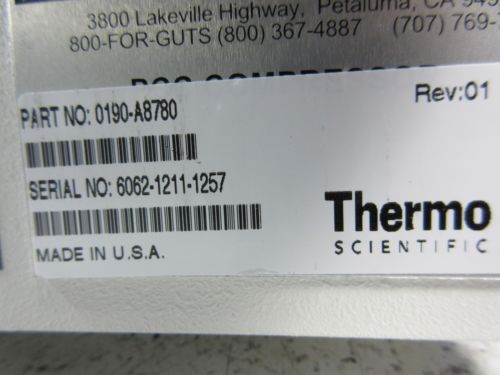 3800 Lakeville Highway, Petaluma, CA
800-FOR-GUTS (800) 367-4887 (707) 769-
Rev:01
PART NO: 0190-A8780
SERIAL NO: 6062-1211-1257
Thermo
SCIENTIFIC
MADE IN U.S.A.